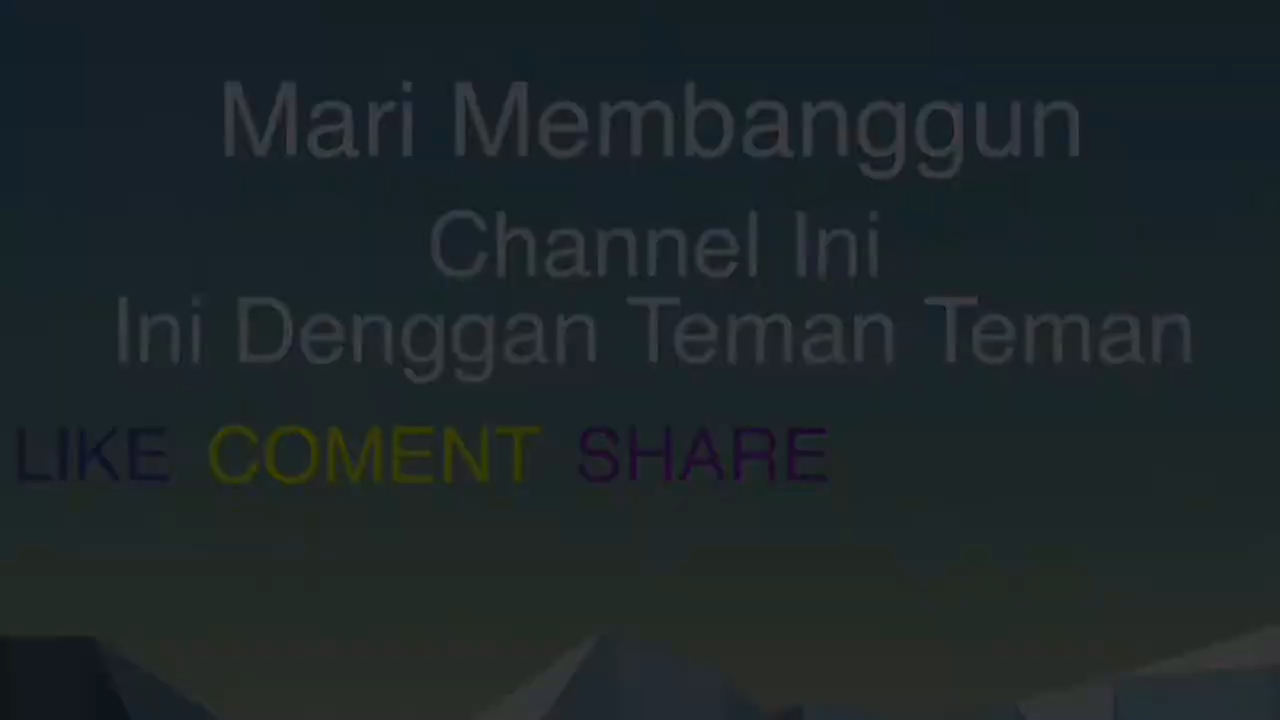 Mari Membanggun
Channel Ini
Ini Denggan Teman Teman
LIKE COMENT SHARE